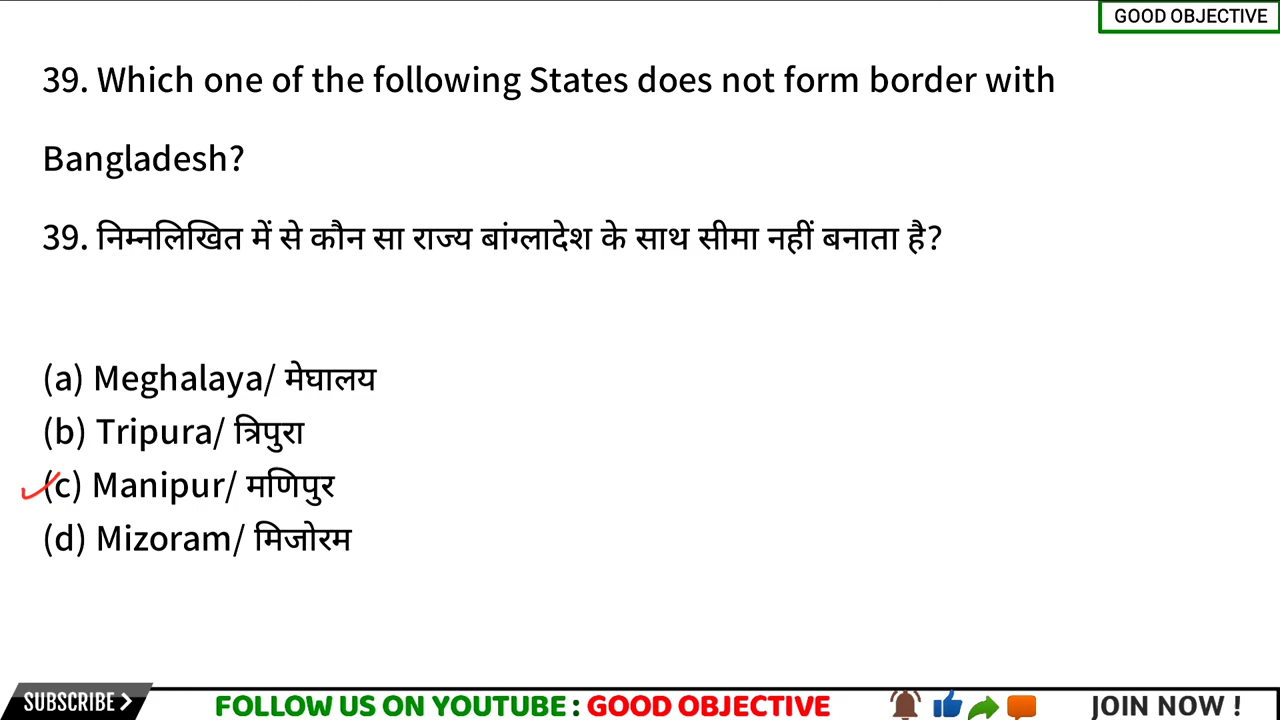 GOOD OBJECTIVE
39. Which one of the following States does not form border with
Bangladesh?
39. निम्नलिखित में से कौन सा राज्य बांग्लादेश के साथ सीमा नहीं बनाता है?
(a) Meghalaya/ मेघालय
(b) Tripura/ त्रिपुरा
(c) Manipur/ मणिपुर
(d) Mizoram/ मिजोरम
SUBSCRIBE FOLLOW US ON YOUTUBE : GOOD OBJECTIVE JOIN NOW !